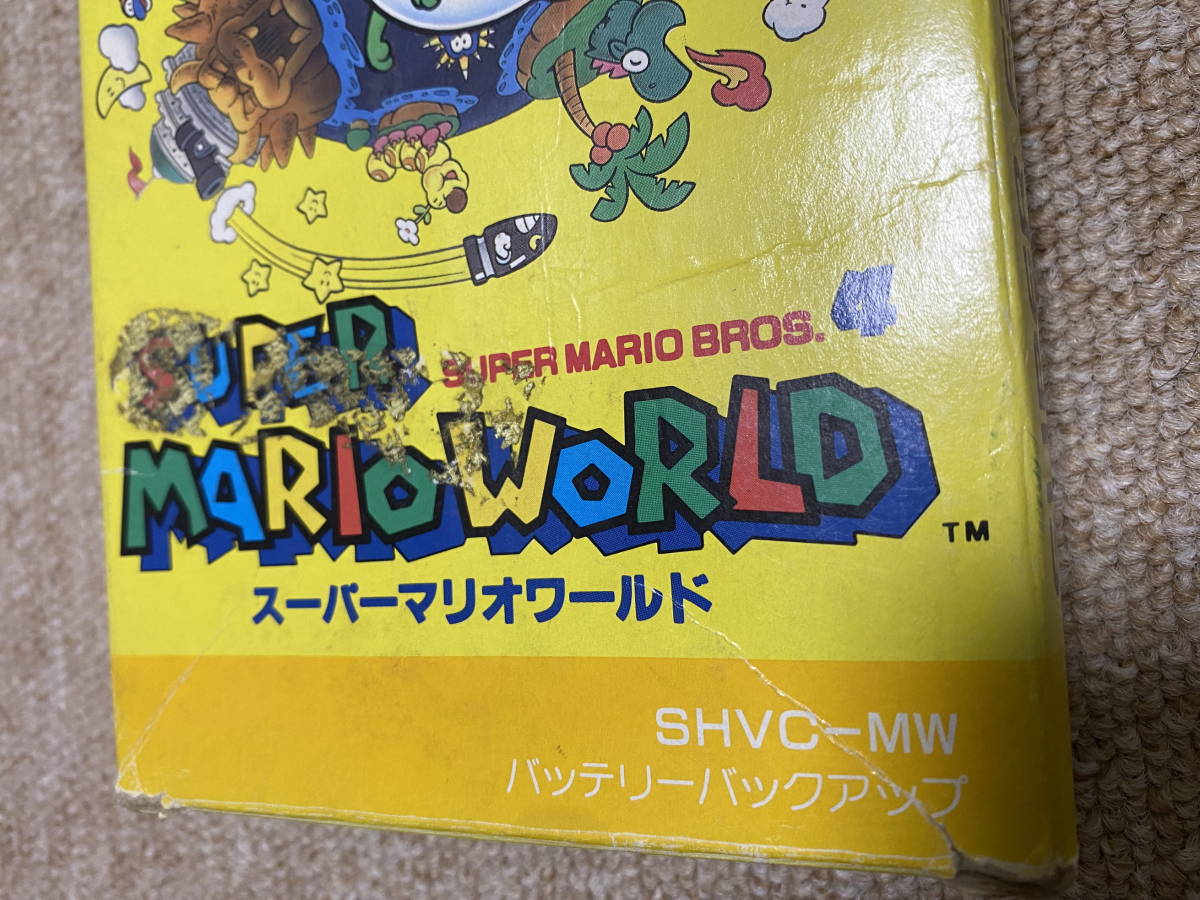 SUPER
SUPER MARIO BROS. 4
MARIO WORLD
TM
スーパーマリオワールド
SHVC-MW
バッテリーバックアップ